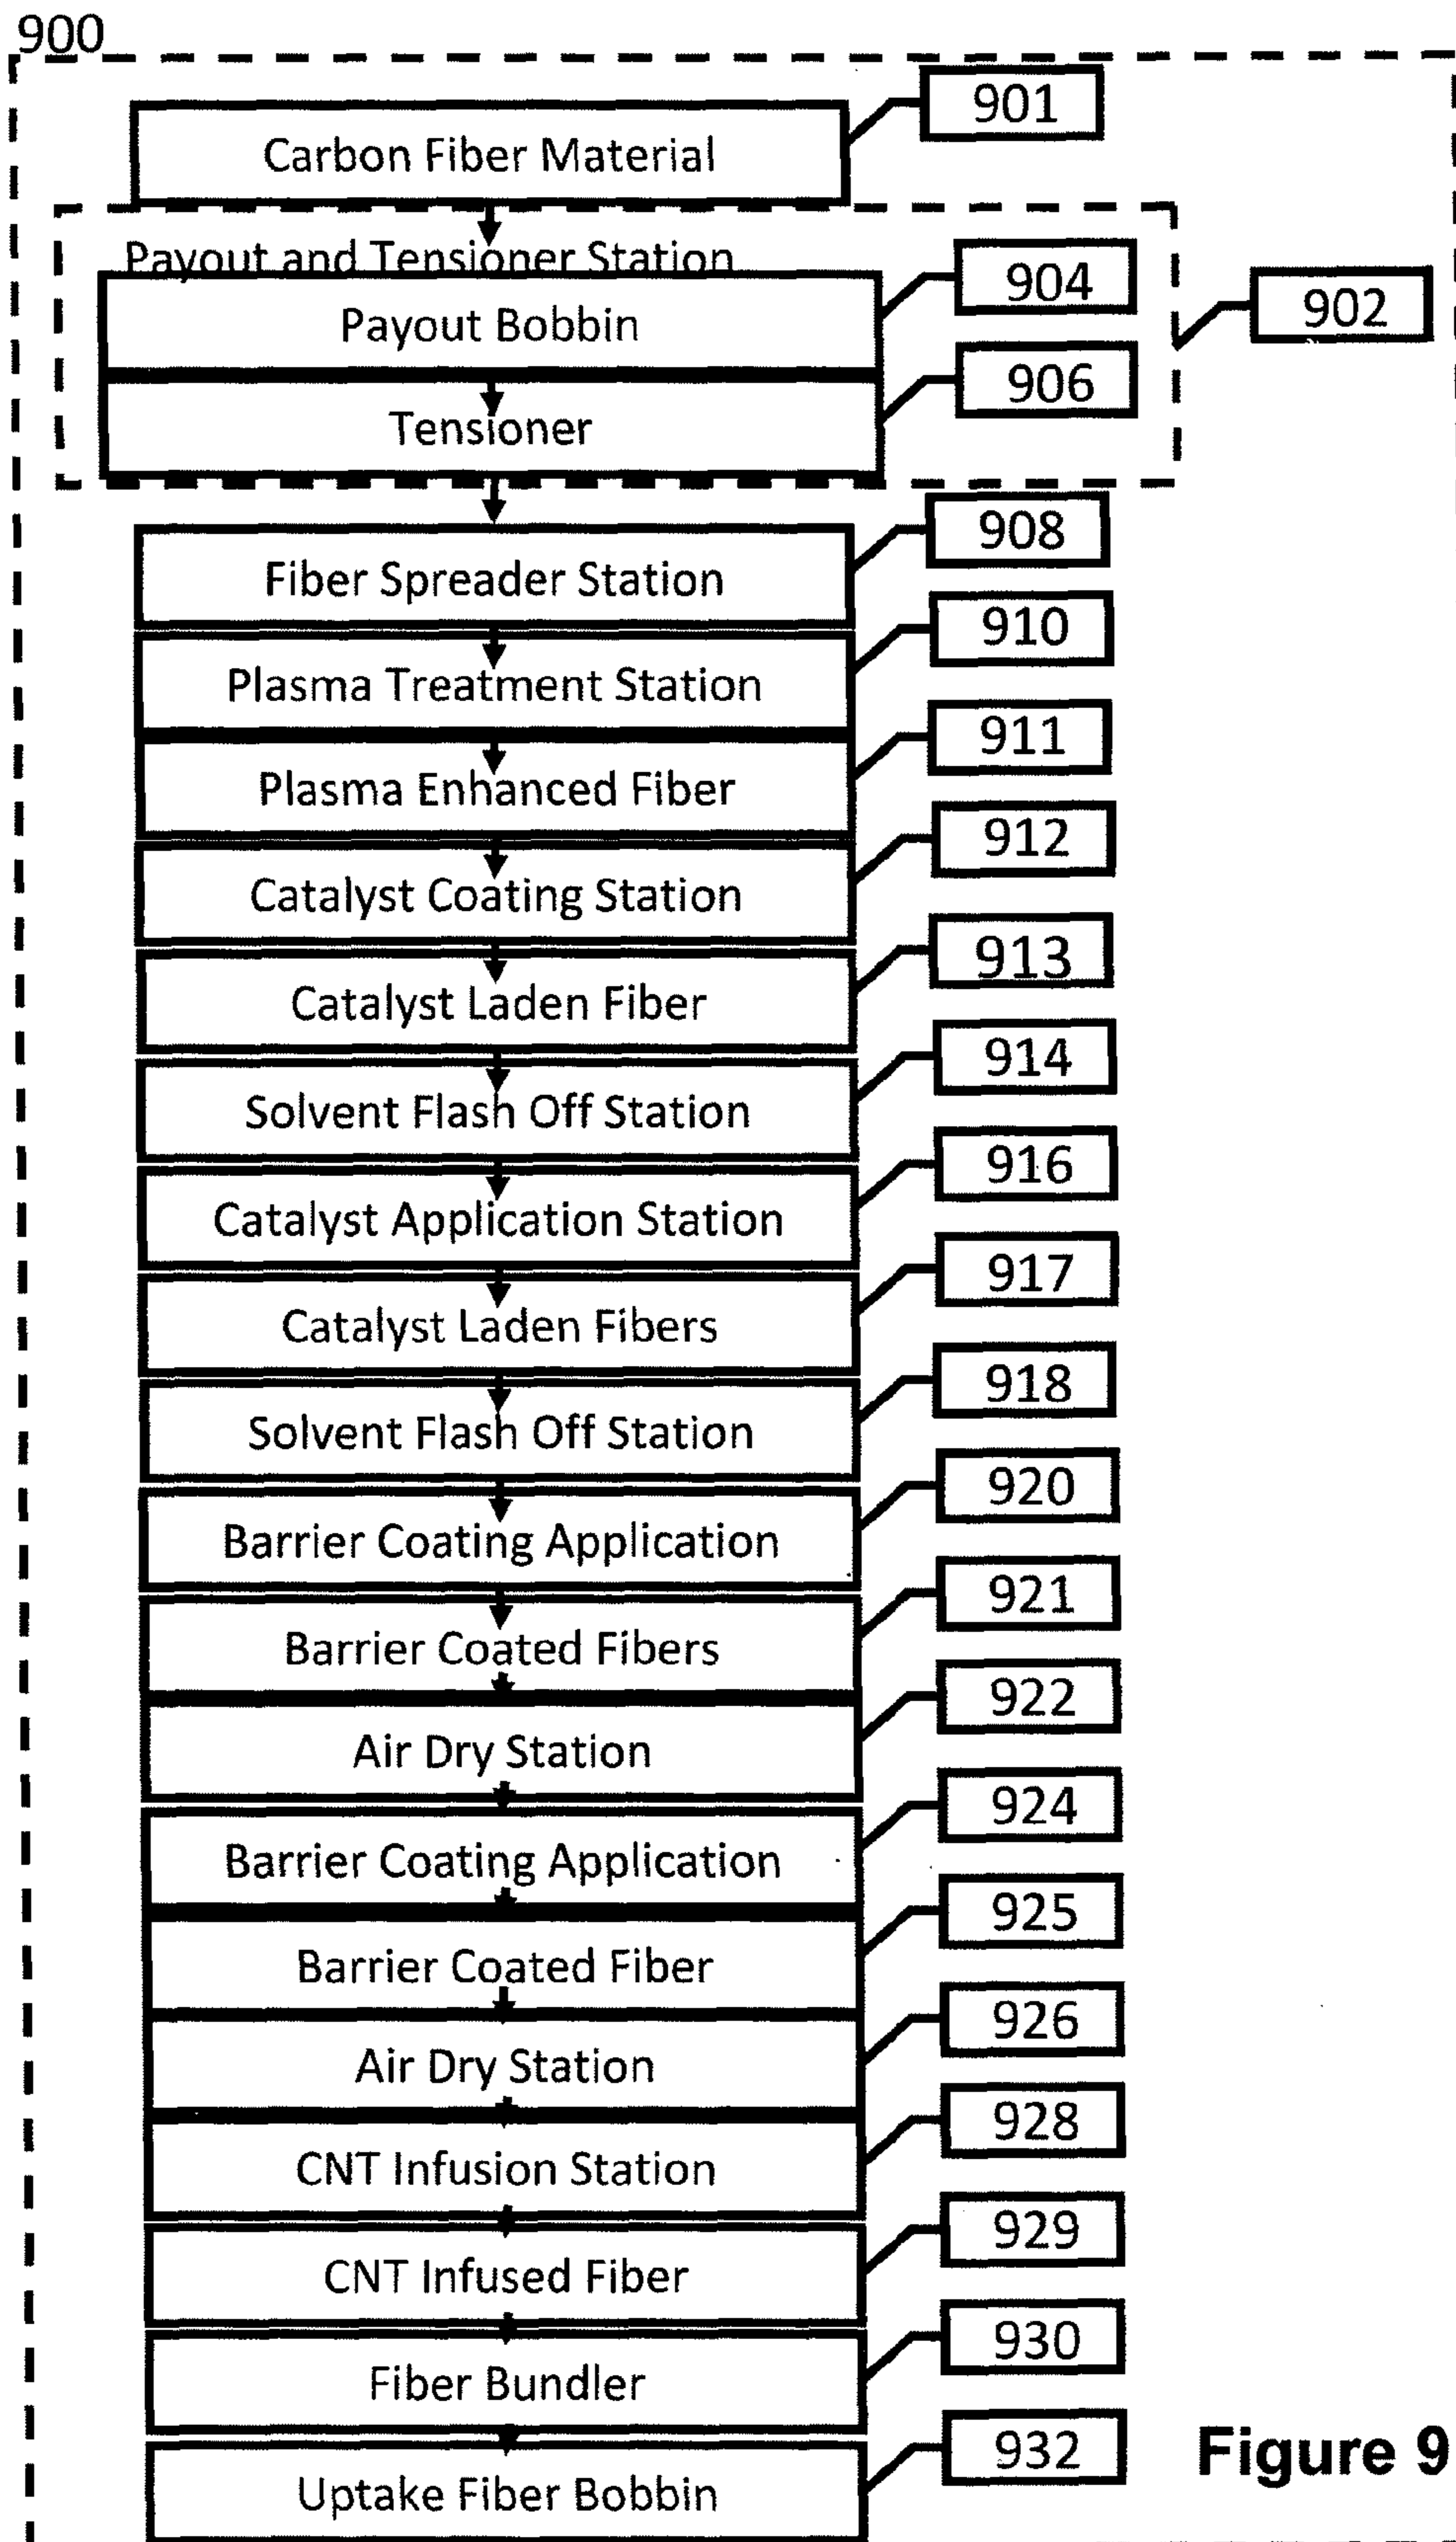 900
Carbon Fiber Material 901
Payout and Tensioner Station
Payout Bobbin 904
902
Tensioner 906
Fiber Spreader Station 908
Plasma Treatment Station 910
Plasma Enhanced Fiber 911
Catalyst Coating Station 912
Catalyst Laden Fiber 913
Solvent Flash Off Station 914
Catalyst Application Station 916
Catalyst Laden Fibers 917
Solvent Flash Off Station 918
Barrier Coating Application 920
Barrier Coated Fibers 921
Air Dry Station 922
Barrier Coating Application 924
Barrier Coated Fiber 925
Air Dry Station 926
CNT Infusion Station 928
CNT Infused Fiber 929
Fiber Bundler 930
Uptake Fiber Bobbin 932
Figure 9